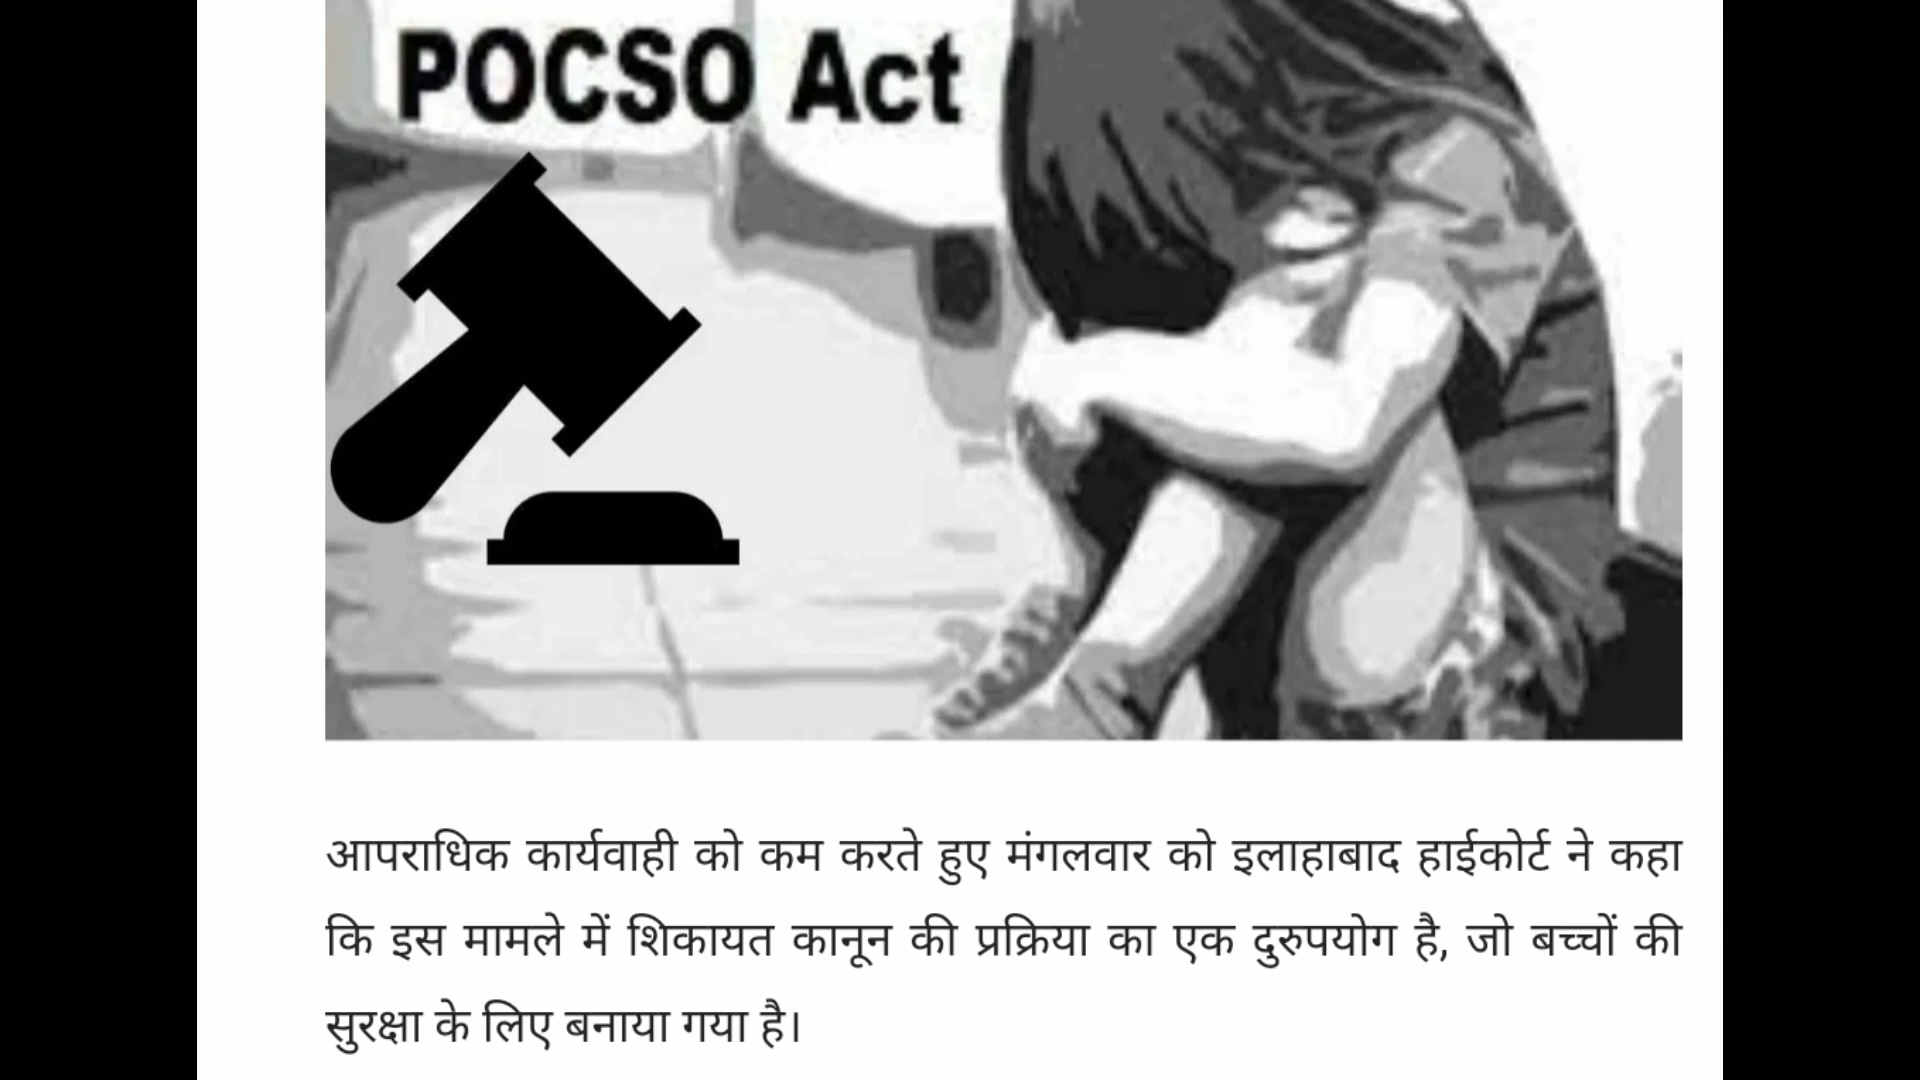 POCSO Act
आपराधिक कार्यवाही को कम करते हुए मंगलवार को इलाहाबाद हाईकोर्ट ने कहा
कि इस मामले में शिकायत कानून की प्रक्रिया का एक दुरुपयोग है, जो बच्चों की
सुरक्षा के लिए बनाया गया है।